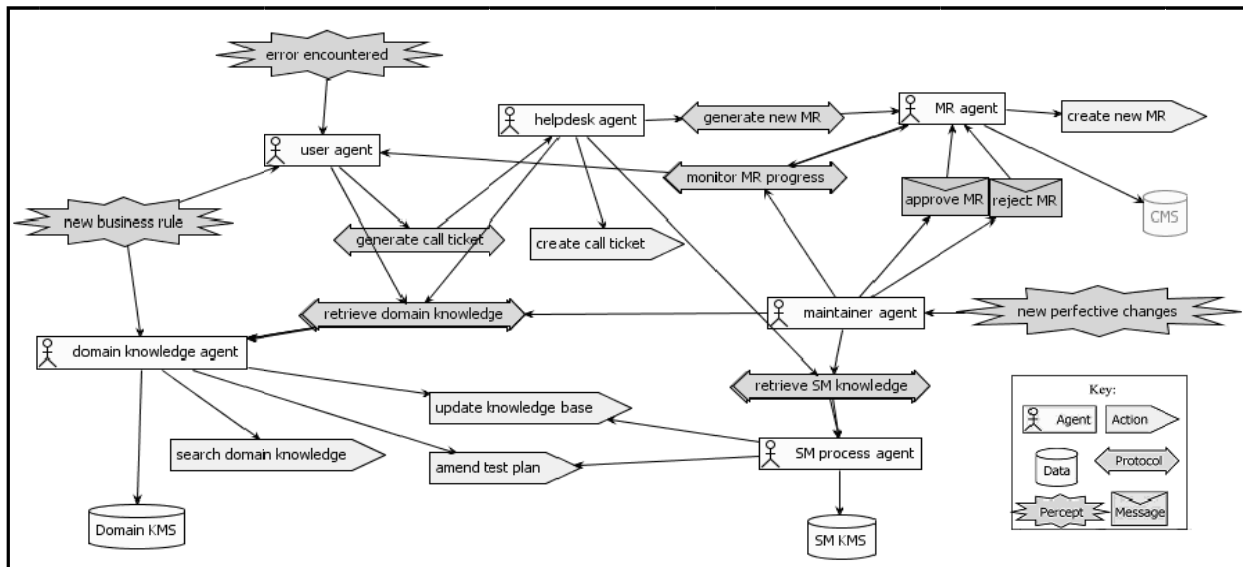 error encountered
helpdesk agent
generate new MR
MR agent
create new MR
user agent
monitor MR progress
approve MR
reject MR
new business rule
generate call ticket
create call ticket
CMS
retrieve domain knowledge
maintainer agent
new perfective changes
domain knowledge agent
retrieve SM knowledge
update knowledge base
search domain knowledge
amend test plan
SM process agent
Domain KMS
SM KMS
Key:
Agent
Action
Data
Protocol
Percept
Message